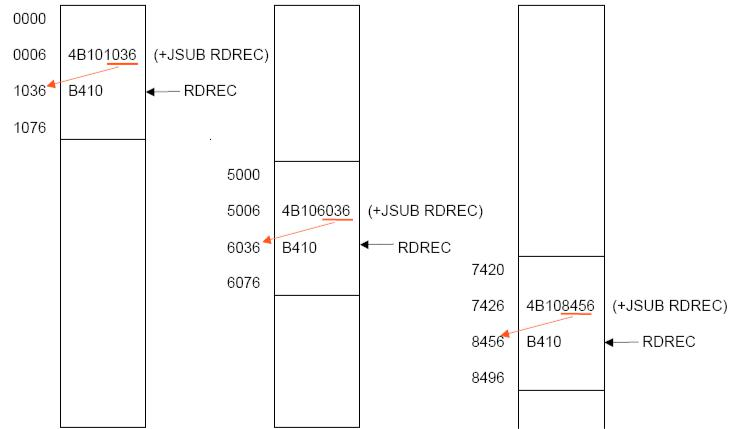 0000
0006 4B101036 (+JSUB RDREC)
1036 B410 RDREC
1076
5000
5006 4B106036 (+JSUB RDREC)
6036 B410 RDREC
6076
7420
7426 4B108456 (+JSUB RDREC)
8456 B410 RDREC
8496